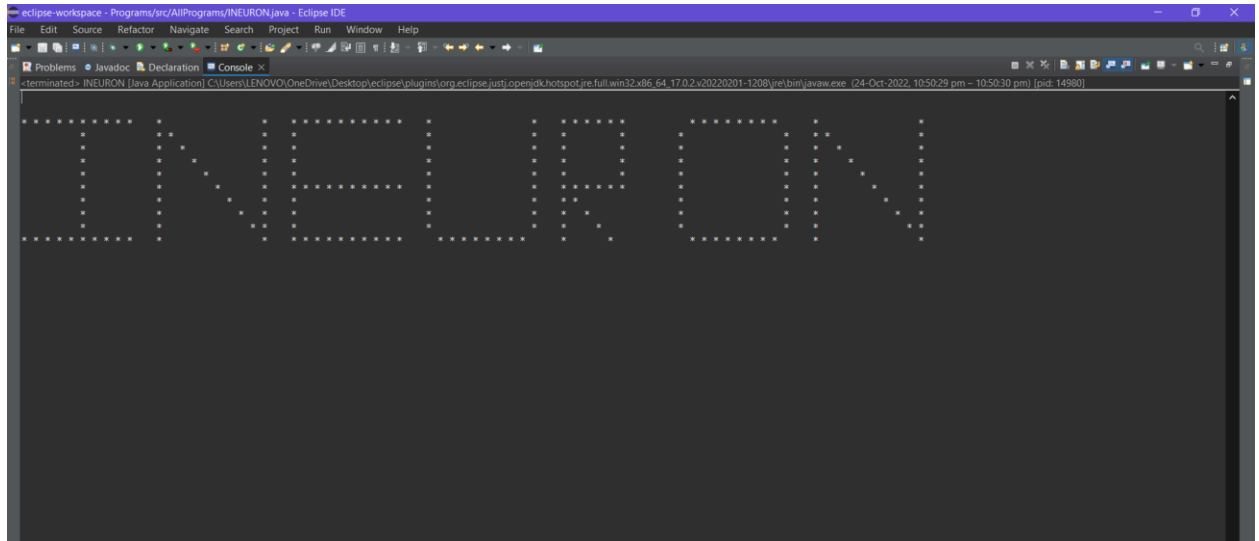 eclipse-workspace - Programs/src/AllPrograms/INEURON.java - Eclipse IDE
File Edit Source Refactor Navigate Search Project Run Window Help
Problems Javadoc Declaration Console
<terminated> INEURON [Java Application] C:\Users\LENOVO\OneDrive\Desktop\eclipse\plugins\org.eclipse.justj.openjdk.hotspot.jre.full.win32.x86_64_17.0.2.v20220201-1208\jre\bin\javaw.exe (24-Oct-2022, 10:50:29 pm – 10:50:30 pm) [pid: 14980]
INEURON